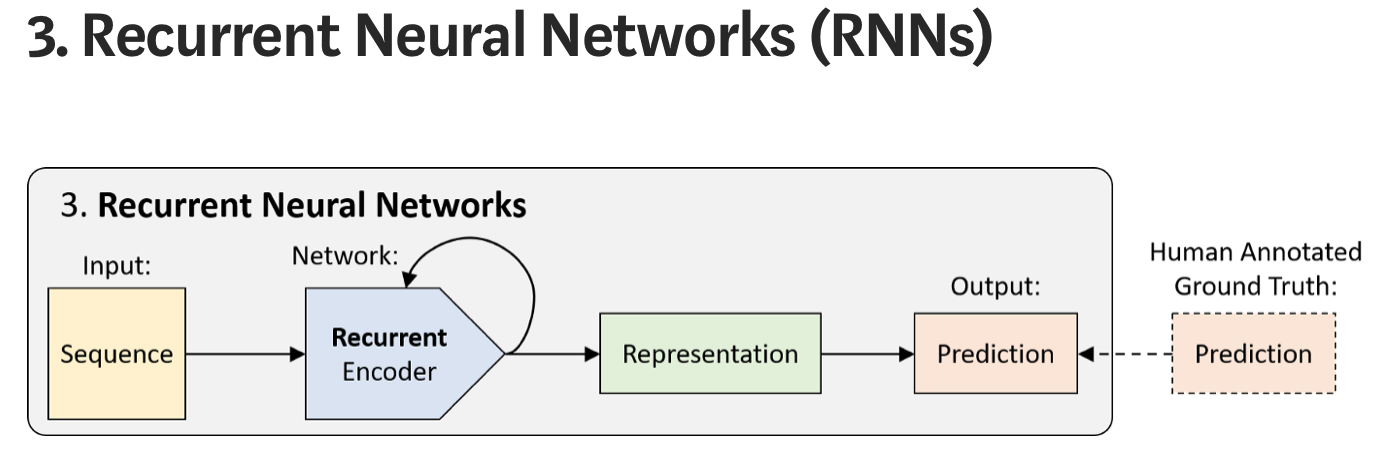 3. Recurrent Neural Networks (RNNs)
3. Recurrent Neural Networks
Input:
Sequence
Network:
Recurrent
Encoder
Representation
Output:
Prediction
Human Annotated
Ground Truth:
Prediction